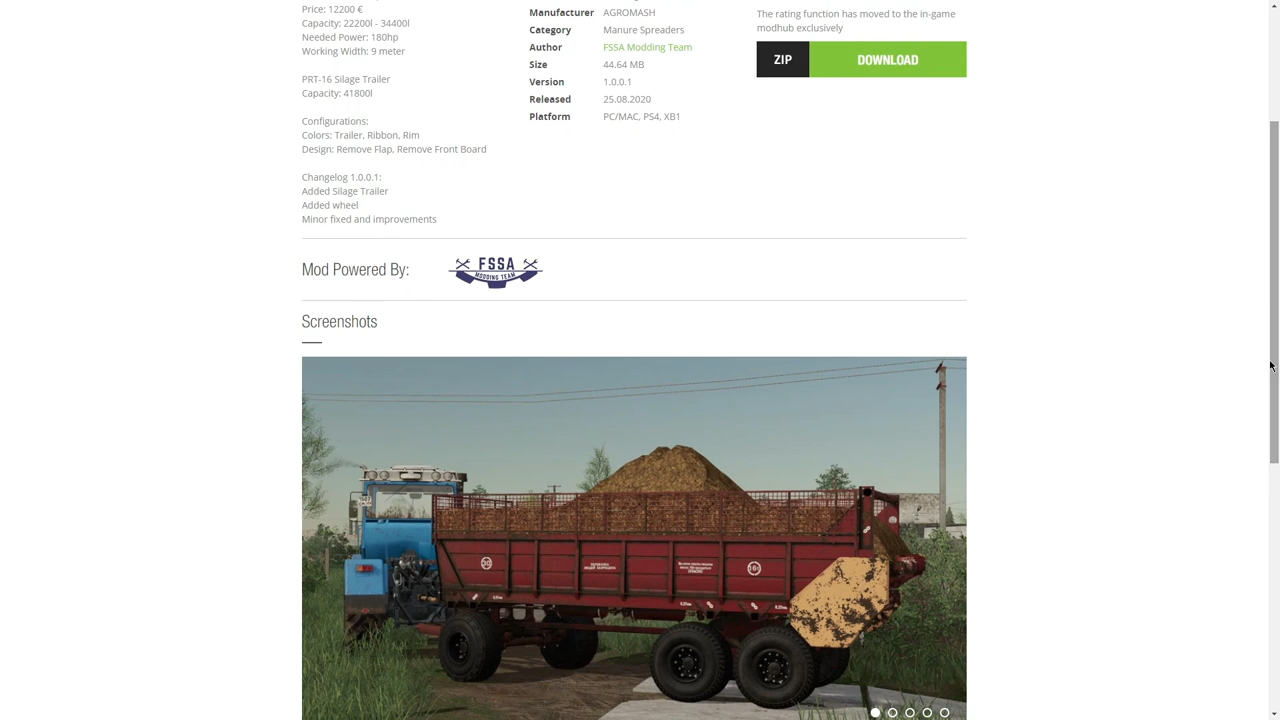 Price: 12200 €
Capacity: 22200l - 34400l
Needed Power: 180hp
Working Width: 9 meter
PRT-16 Silage Trailer
Capacity: 41800l
Configurations:
Colors: Trailer, Ribbon, Rim
Design: Remove Flap, Remove Front Board
Changelog 1.0.0.1:
Added Silage Trailer
Added wheel
Minor fixed and improvements
Manufacturer AGROMASH
Category Manure Spreaders
Author FSSA Modding Team
Size 44.64 MB
Version 1.0.0.1
Released 25.08.2020
Platform PC/MAC, PS4, XB1
The rating function has moved to the in-game
modhub exclusively
ZIP DOWNLOAD
Mod Powered By:
FSSA
MODDING TEAM
Screenshots